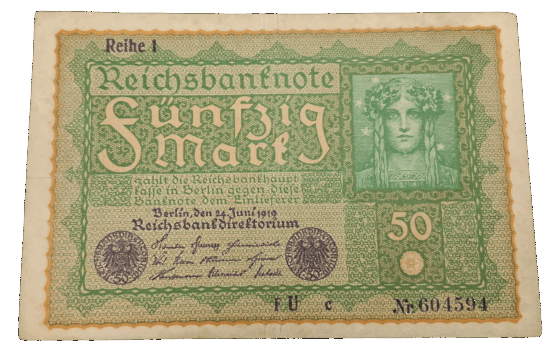 Reihe 1
Reichsbanknote
Fünfzig
Mark
zahlt die Reichsbankhaupt
kasse in Berlin gegen diese
Banknote dem Einlieferer
Berlin, den 24. Juni 1919
Reichsbankdirektorium
50
f U c
Nr. 604594